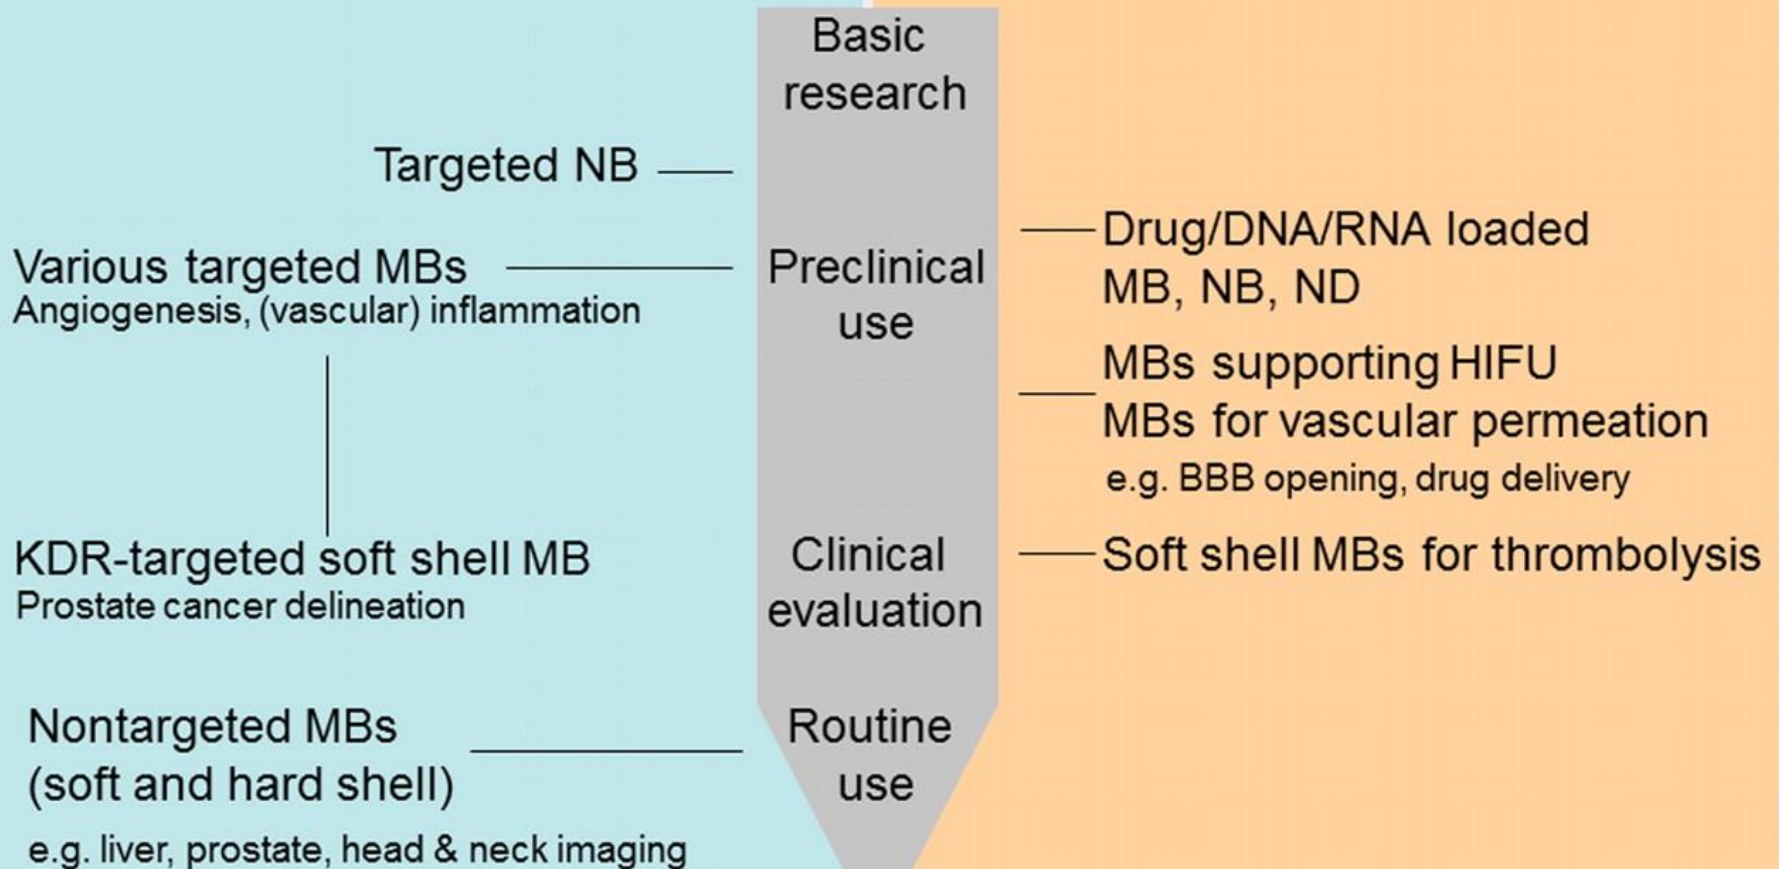 Basic
research
Targeted NB
Various targeted MBs
Angiogenesis, (vascular) inflammation
Preclinical
use
Drug/DNA/RNA loaded
MB, NB, ND
MBs supporting HIFU
MBs for vascular permeation
e.g. BBB opening, drug delivery
KDR-targeted soft shell MB
Prostate cancer delineation
Clinical
evaluation
Soft shell MBs for thrombolysis
Nontargeted MBs
(soft and hard shell)
e.g. liver, prostate, head & neck imaging
Routine
use